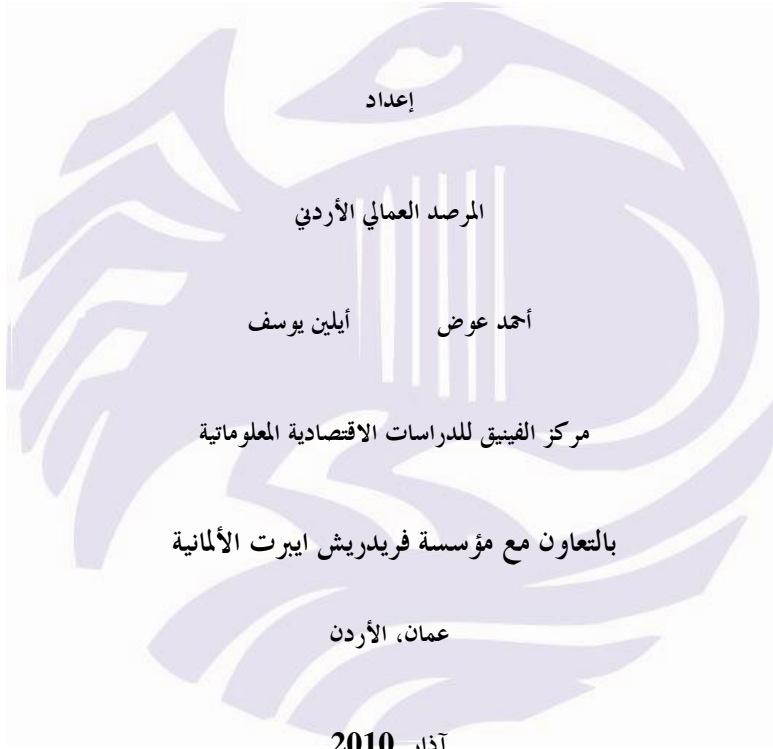 إعداد
المرصد العمالي الأردني
أحمد عوض أيلين يوسف
مركز الفينيق للدراسات الاقتصادية المعلوماتية
بالتعاون مع مؤسسة فريدريش ايبرت الألمانية
عمان، الأردن
آذار 2010